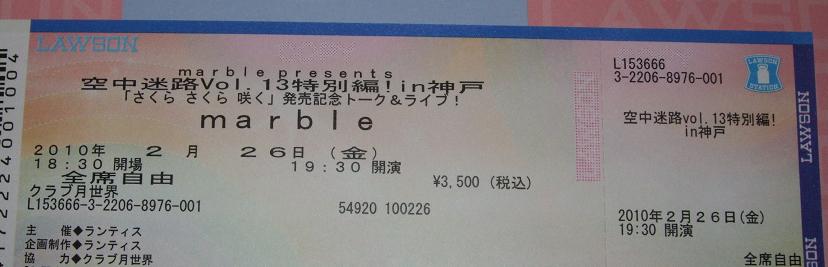 LAWSON
marble presents
空中迷路Vol.13特別編!in神戸
「さくら さくら 咲く」発売記念トーク&ライブ!
marble
2010年 2月 26日(金)
18:30 開場 19:30 開演
全席自由 ¥3,500 (税込)
クラブ月世界
L153666-3-2206-8976-001 54920 100226
主 催◆ランティス
企画制作◆ランティス
協 力◆クラブ月世界
L153666
3-2206-8976-001
LAWSON
STATION
空中迷路vol.13特別編!
in神戸
2010年2月26日(金)
19:30 開演
全席自由
LAWSON
LAWSON